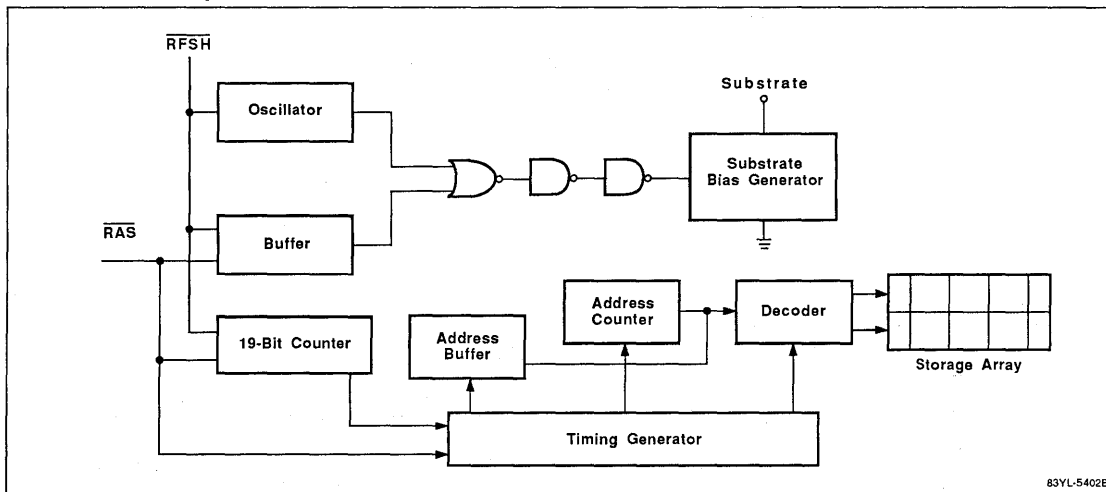 RFSH
Oscillator
Substrate
Substrate
Bias Generator
RAS
Buffer
19-Bit Counter
Address
Buffer
Address
Counter
Decoder
Storage Array
Timing Generator
83YL-5402B